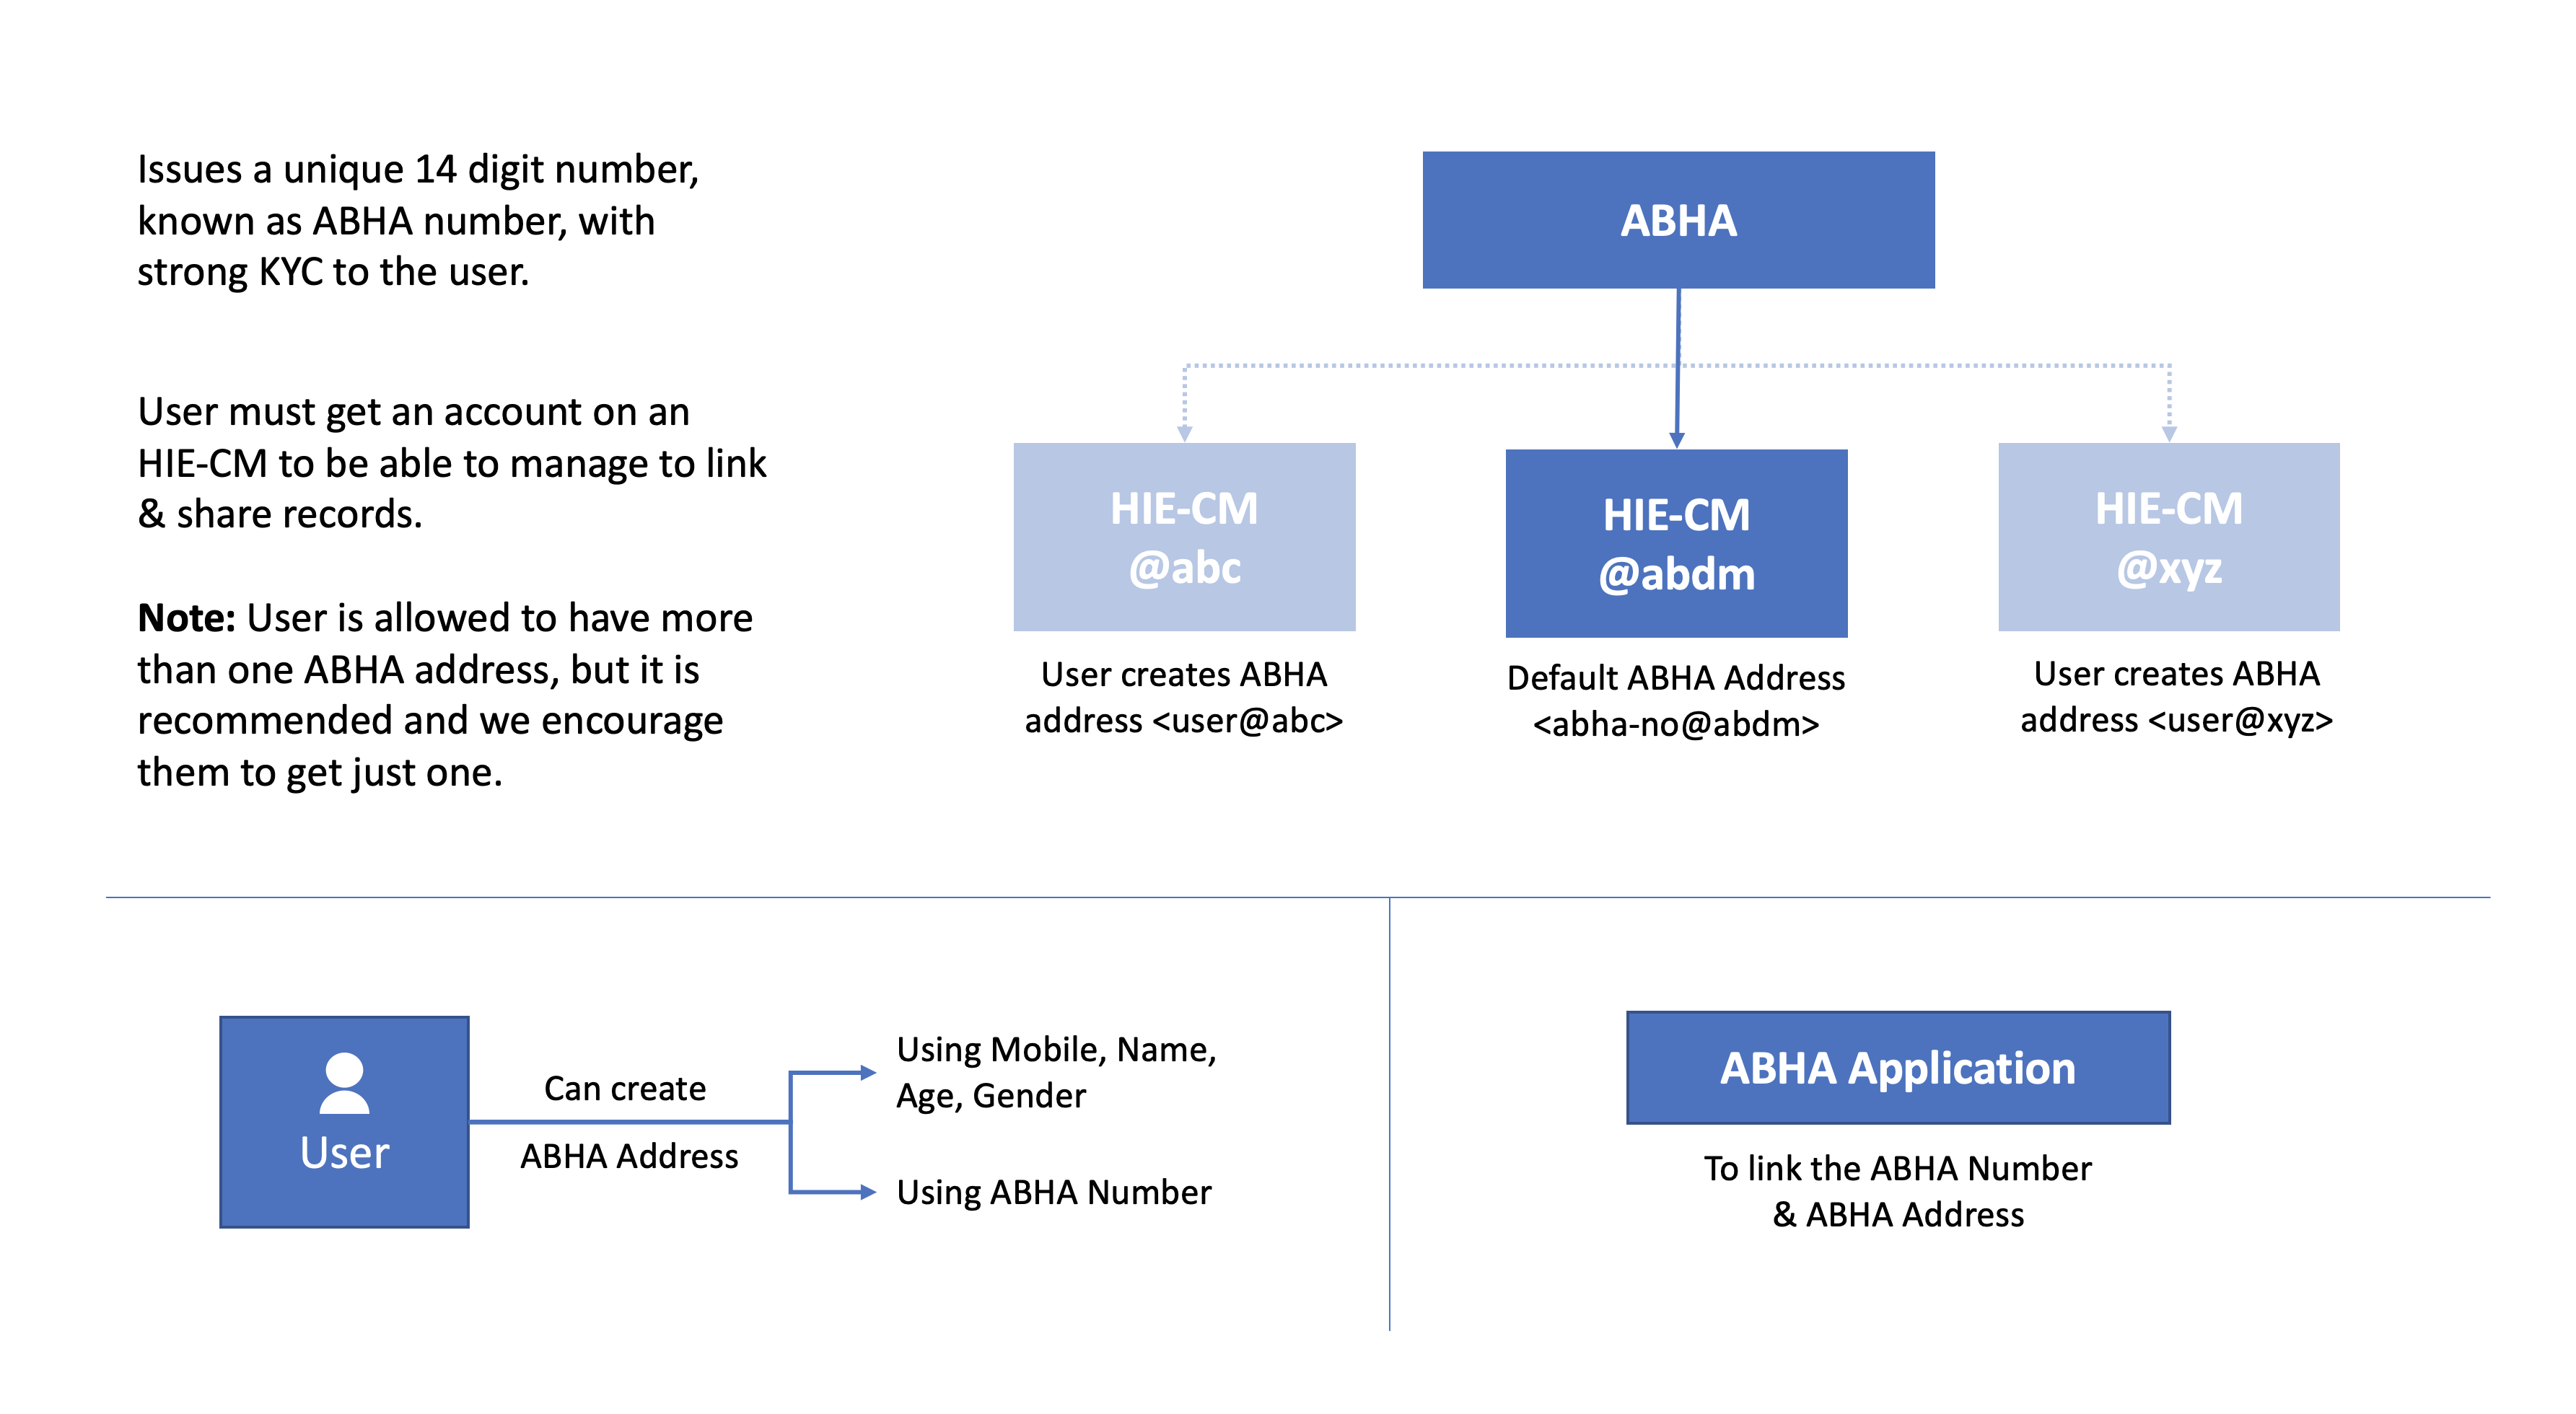 Issues a unique 14 digit number,
known as ABHA number, with
strong KYC to the user.
User must get an account on an
HIE-CM to be able to manage to link
& share records.
Note: User is allowed to have more
than one ABHA address, but it is
recommended and we encourage
them to get just one.
ABHA
HIE-CM
@abc
User creates ABHA
address <user@abc>
HIE-CM
@abdm
Default ABHA Address
<abha-no@abdm>
HIE-CM
@xyz
User creates ABHA
address <user@xyz>
User
Can create
ABHA Address
Using Mobile, Name,
Age, Gender
Using ABHA Number
ABHA Application
To link the ABHA Number
& ABHA Address